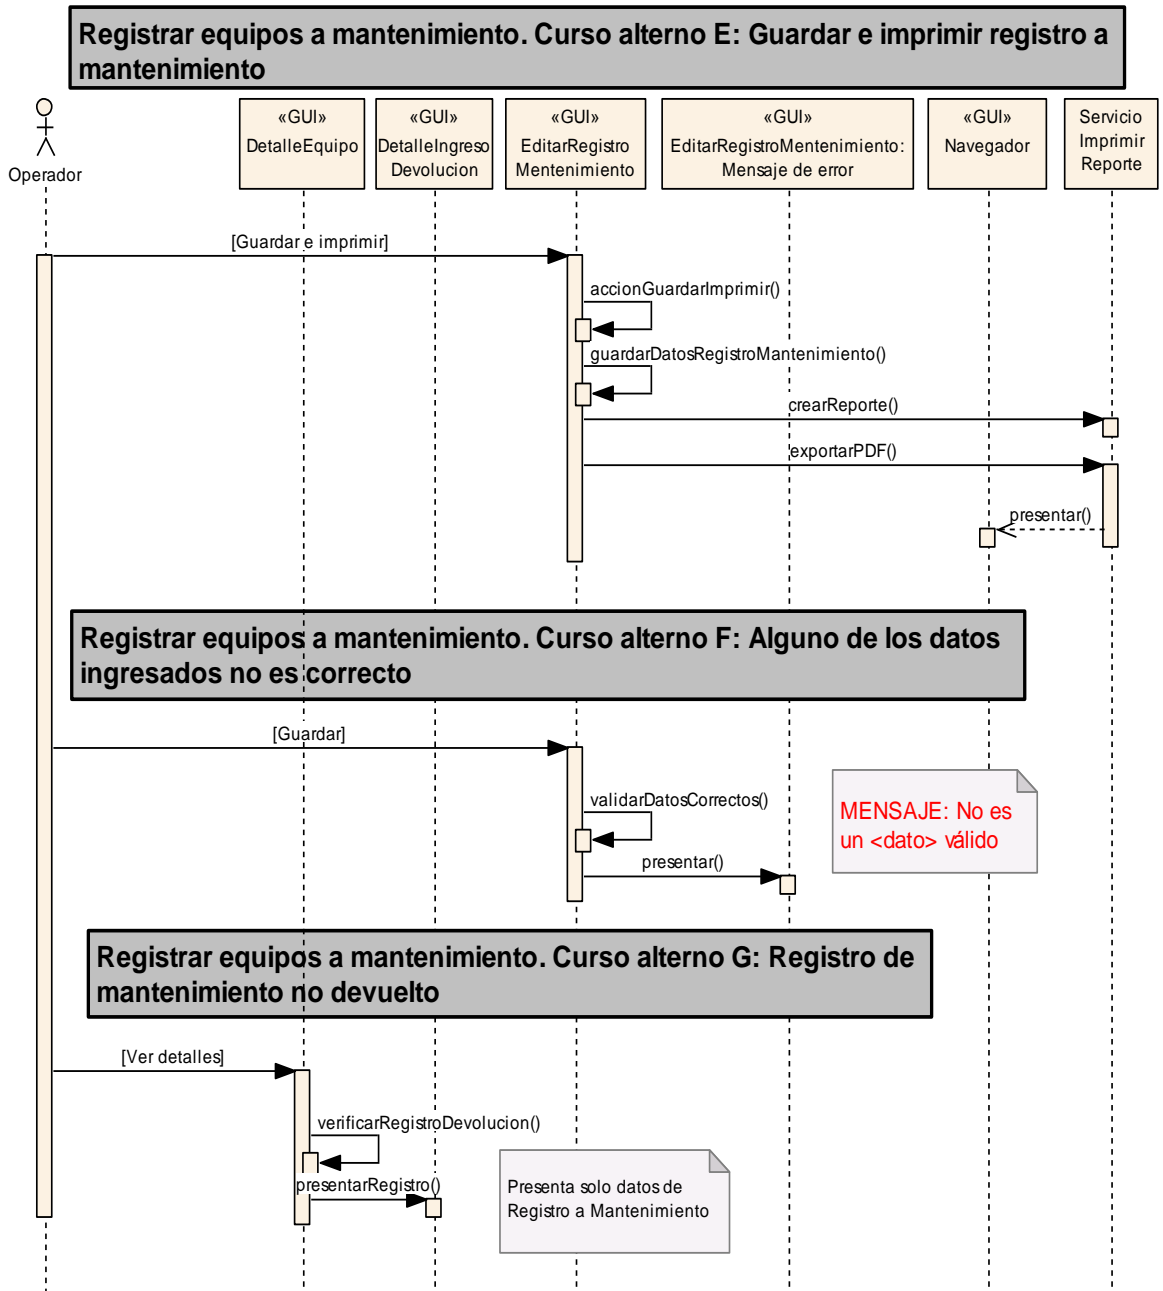 Registrar equipos a mantenimiento. Curso alterno E: Guardar e imprimir registro a
mantenimiento
Operador
«GUI»
DetalleEquipo
«GUI»
DetalleIngreso
Devolucion
«GUI»
EditarRegistro
Mentenimiento
«GUI»
EditarRegistroMentenimiento:
Mensaje de error
«GUI»
Navegador
Servicio
Imprimir
Reporte
[Guardar e imprimir]
accionGuardarImprimir()
guardarDatosRegistroMantenimiento()
crearReporte()
exportarPDF()
presentar()
Registrar equipos a mantenimiento. Curso alterno F: Alguno de los datos
ingresados no es correcto
[Guardar]
validarDatosCorrectos()
MENSAJE: No es
un <dato> válido
presentar()
Registrar equipos a mantenimiento. Curso alterno G: Registro de
mantenimiento no devuelto
[Ver detalles]
verificarRegistroDevolucion()
presentarRegistro()
Presenta solo datos de
Registro a Mantenimiento